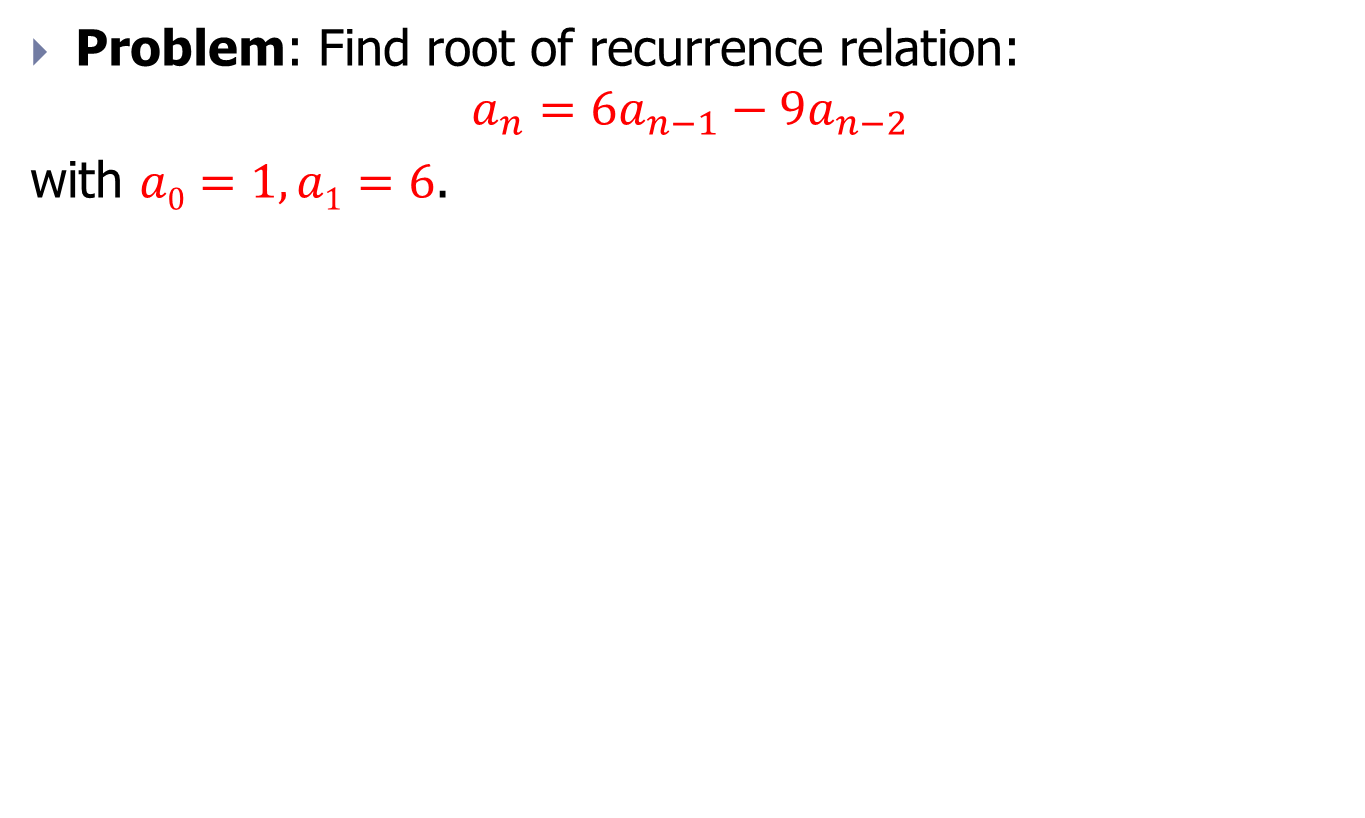 Problem: Find root of recurrence relation:
aₙ = 6aₙ₋₁ − 9aₙ₋₂
with a₀ = 1, a₁ = 6.